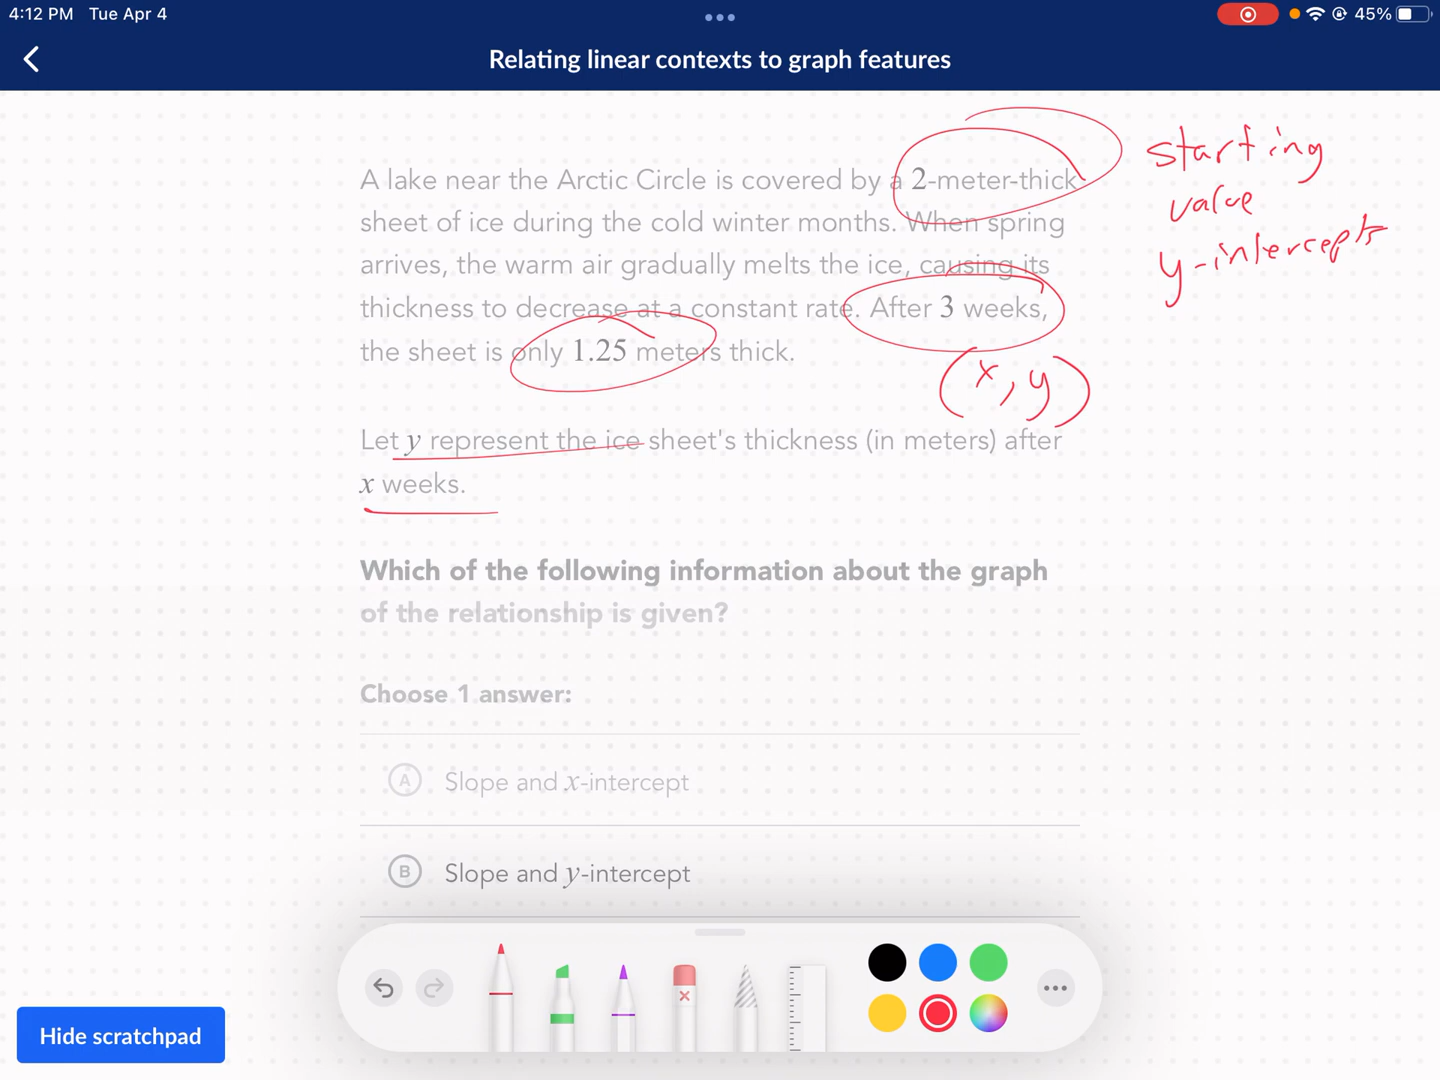 4:12 PM Tue Apr 4
45%
Relating linear contexts to graph features
A lake near the Arctic Circle is covered by a 2-meter-thick
sheet of ice during the cold winter months. When spring
arrives, the warm air gradually melts the ice, causing its
thickness to decrease at a constant rate. After 3 weeks,
the sheet is only 1.25 meters thick.
starting
value
y-intercepts
(x, y)
Let y represent the ice sheet's thickness (in meters) after
x weeks.
Which of the following information about the graph
of the relationship is given?
Choose 1 answer:
A Slope and x-intercept
B Slope and y-intercept
Hide scratchpad